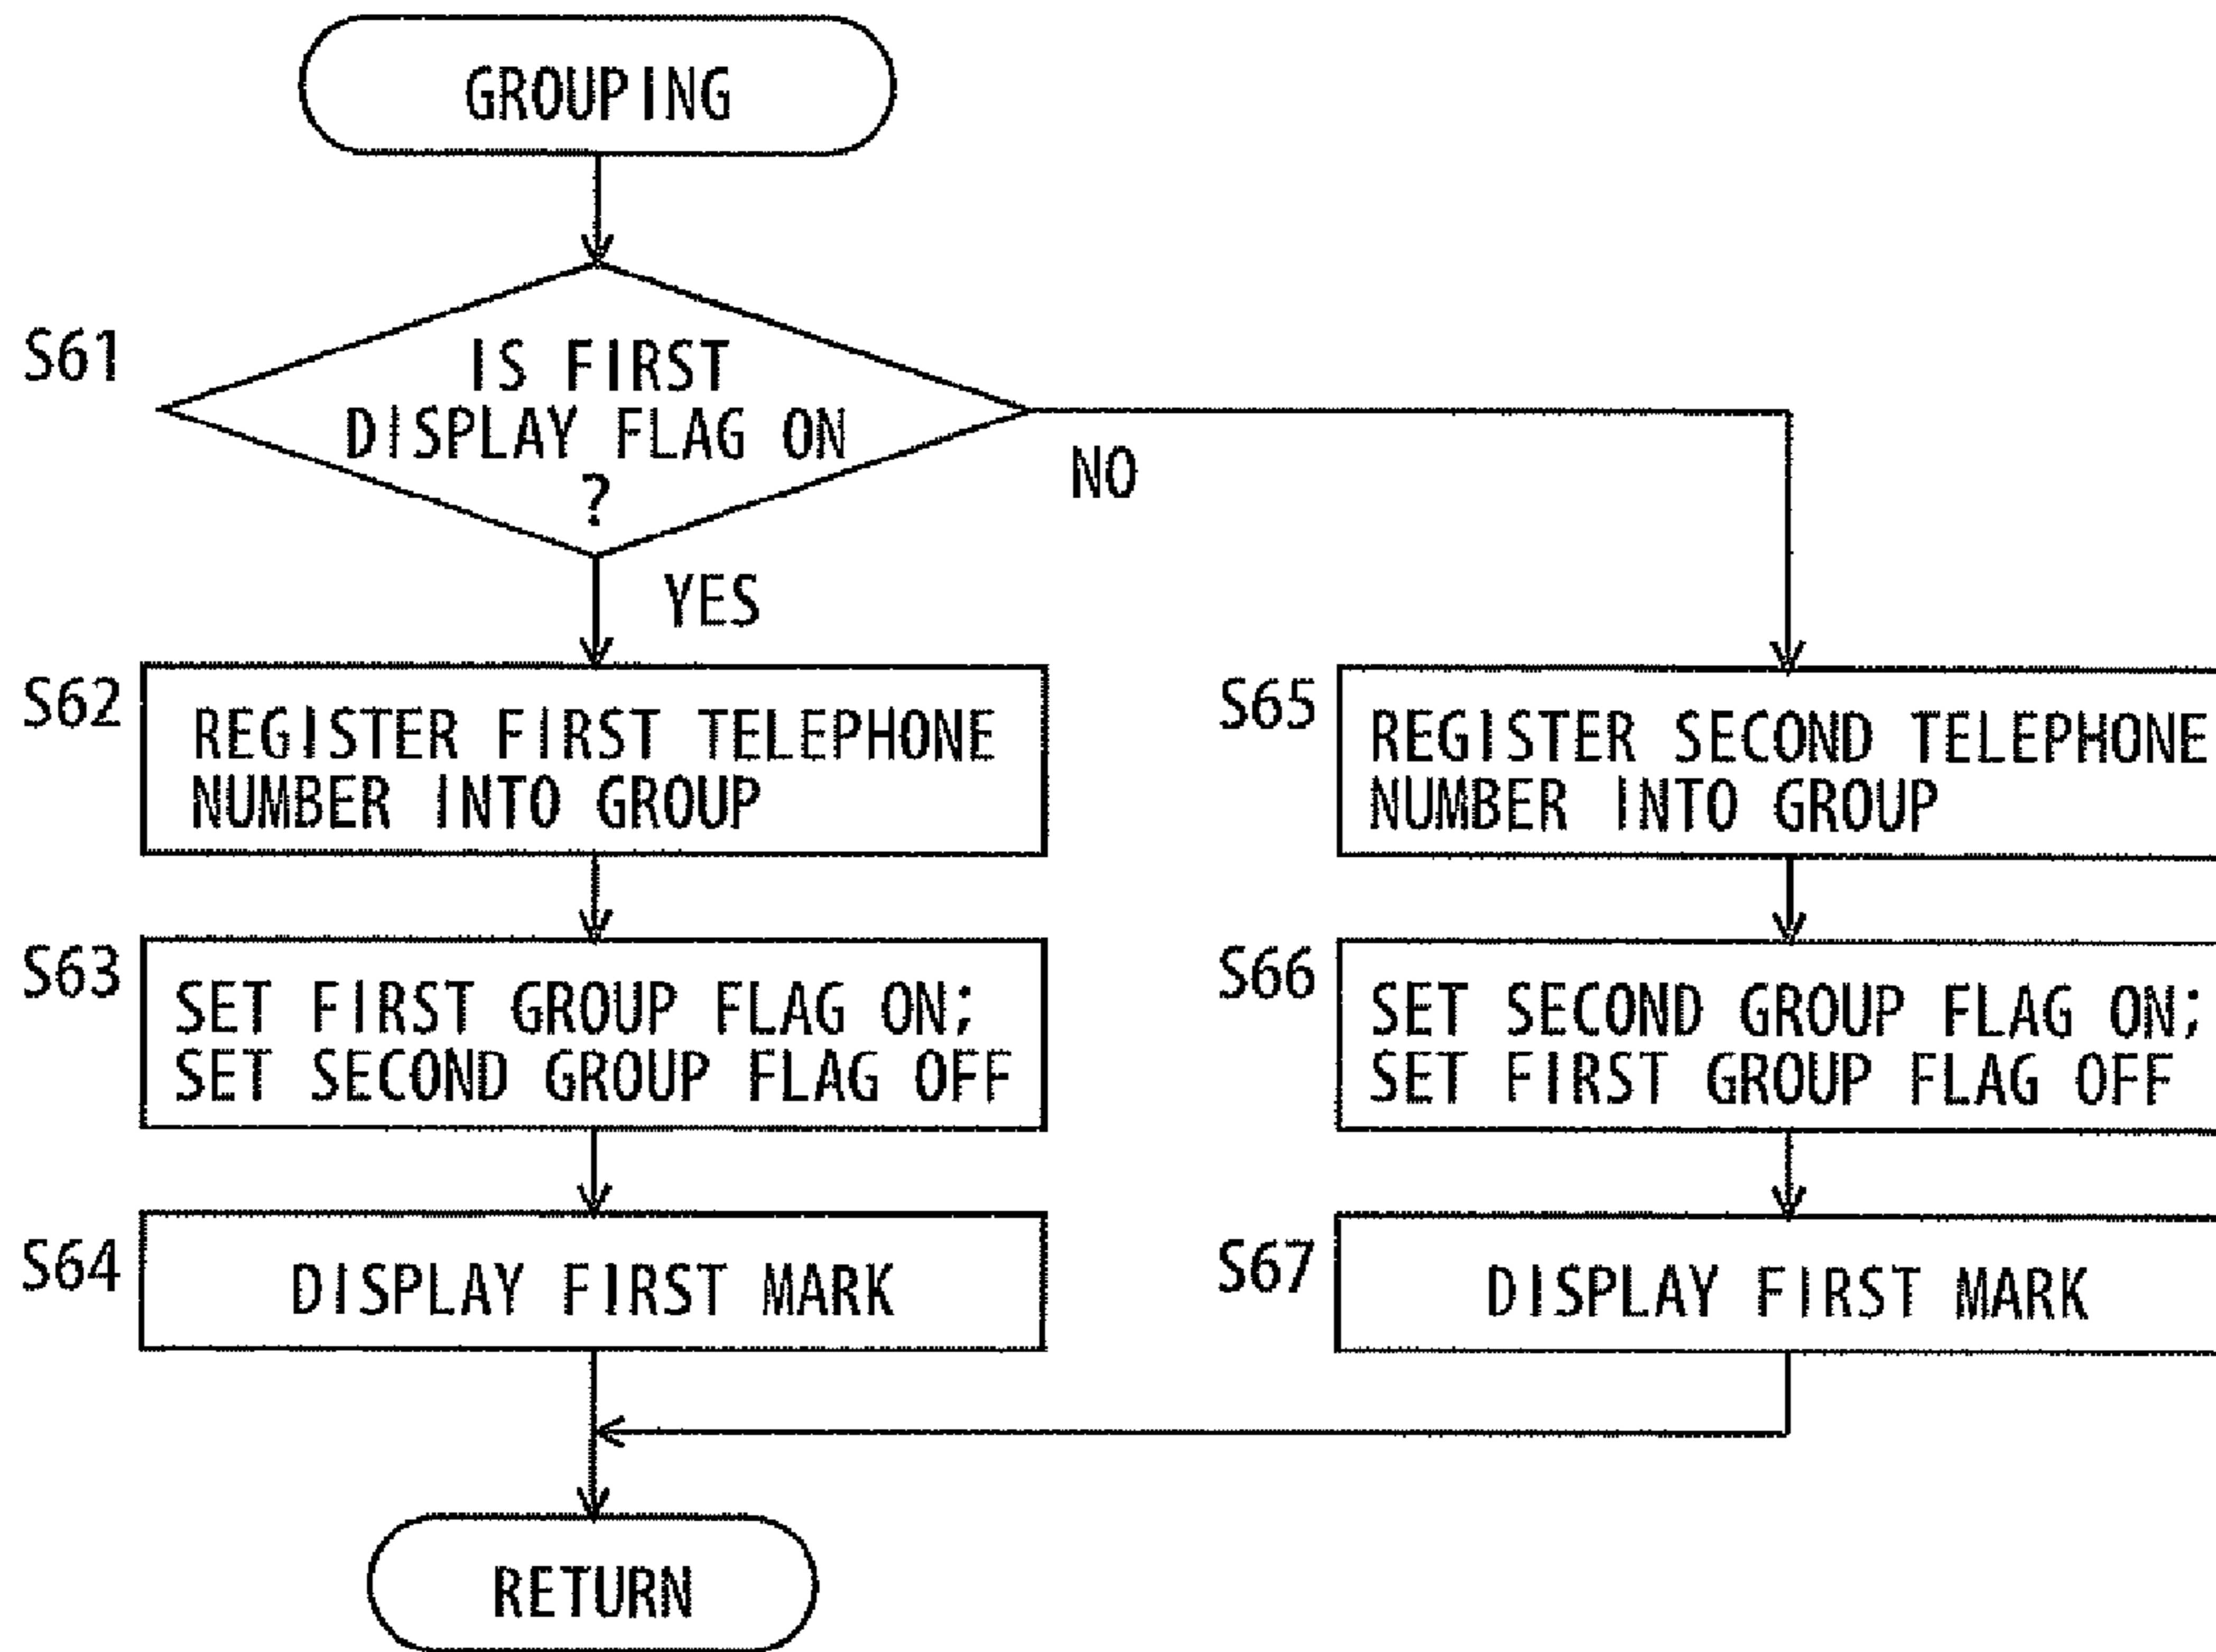 GROUPING
S61
IS FIRST
DISPLAY FLAG ON
?
NO
YES
S62
REGISTER FIRST TELEPHONE
NUMBER INTO GROUP
S65
REGISTER SECOND TELEPHONE
NUMBER INTO GROUP
S63
SET FIRST GROUP FLAG ON;
SET SECOND GROUP FLAG OFF
S66
SET SECOND GROUP FLAG ON;
SET FIRST GROUP FLAG OFF
S64
DISPLAY FIRST MARK
S67
DISPLAY FIRST MARK
RETURN